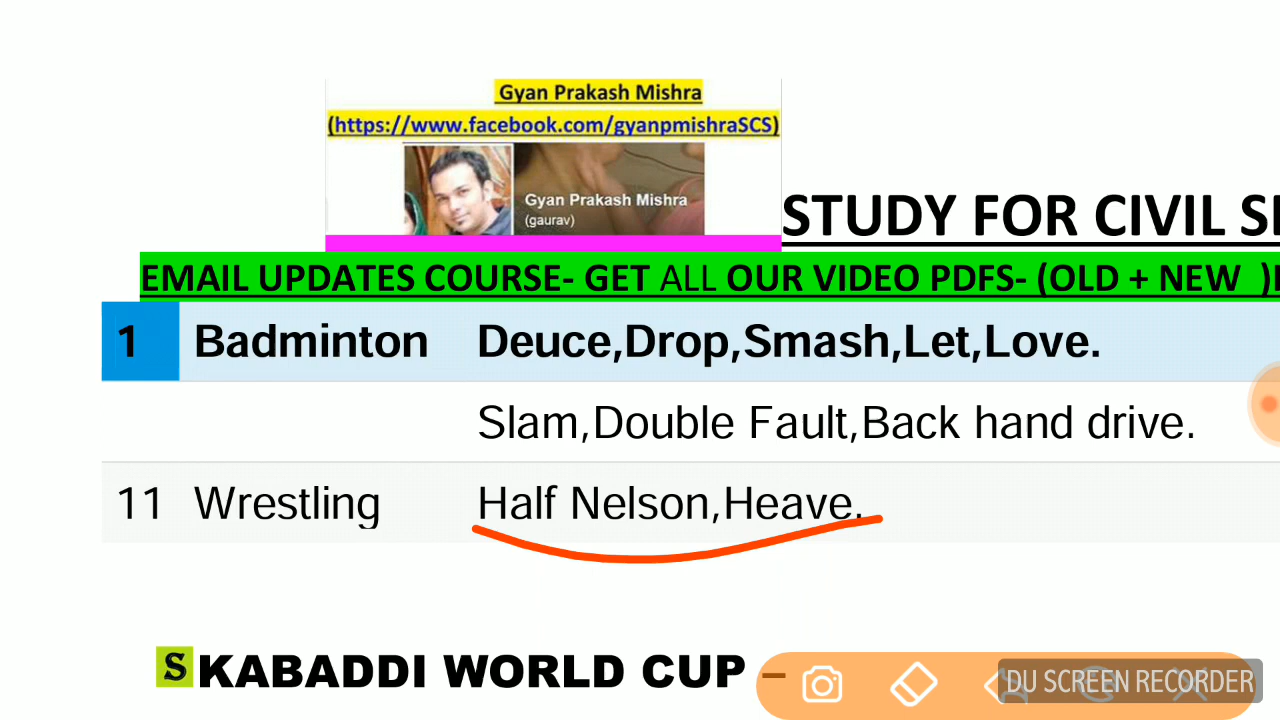 Gyan Prakash Mishra
(https://www.facebook.com/gyanpmishraSCS)
Gyan Prakash Mishra
(gaurav)
STUDY FOR CIVIL S
EMAIL UPDATES COURSE- GET ALL OUR VIDEO PDFS- (OLD + NEW )
1 Badminton Deuce,Drop,Smash,Let,Love.
Slam,Double Fault,Back hand drive.
11 Wrestling Half Nelson,Heave.
S KABADDI WORLD CUP –
DU SCREEN RECORDER